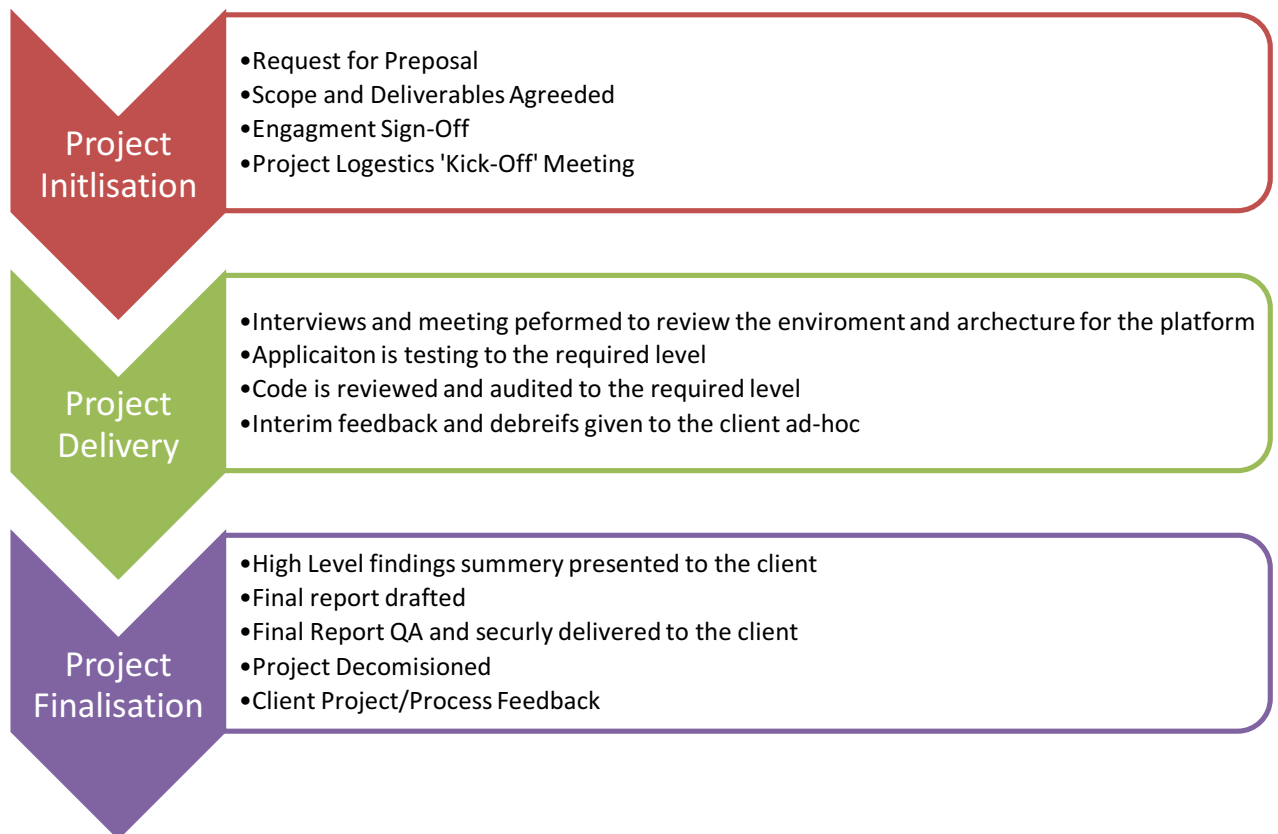 Project
Initlisation
•Request for Preposal
•Scope and Deliverables Agreeded
•Engagment Sign-Off
•Project Logestics 'Kick-Off' Meeting
Project
Delivery
•Interviews and meeting peformed to review the enviroment and archecture for the platform
•Applicaiton is testing to the required level
•Code is reviewed and audited to the required level
•Interim feedback and debreifs given to the client ad-hoc
Project
Finalisation
•High Level findings summery presented to the client
•Final report drafted
•Final Report QA and securly delivered to the client
•Project Decomisioned
•Client Project/Process Feedback